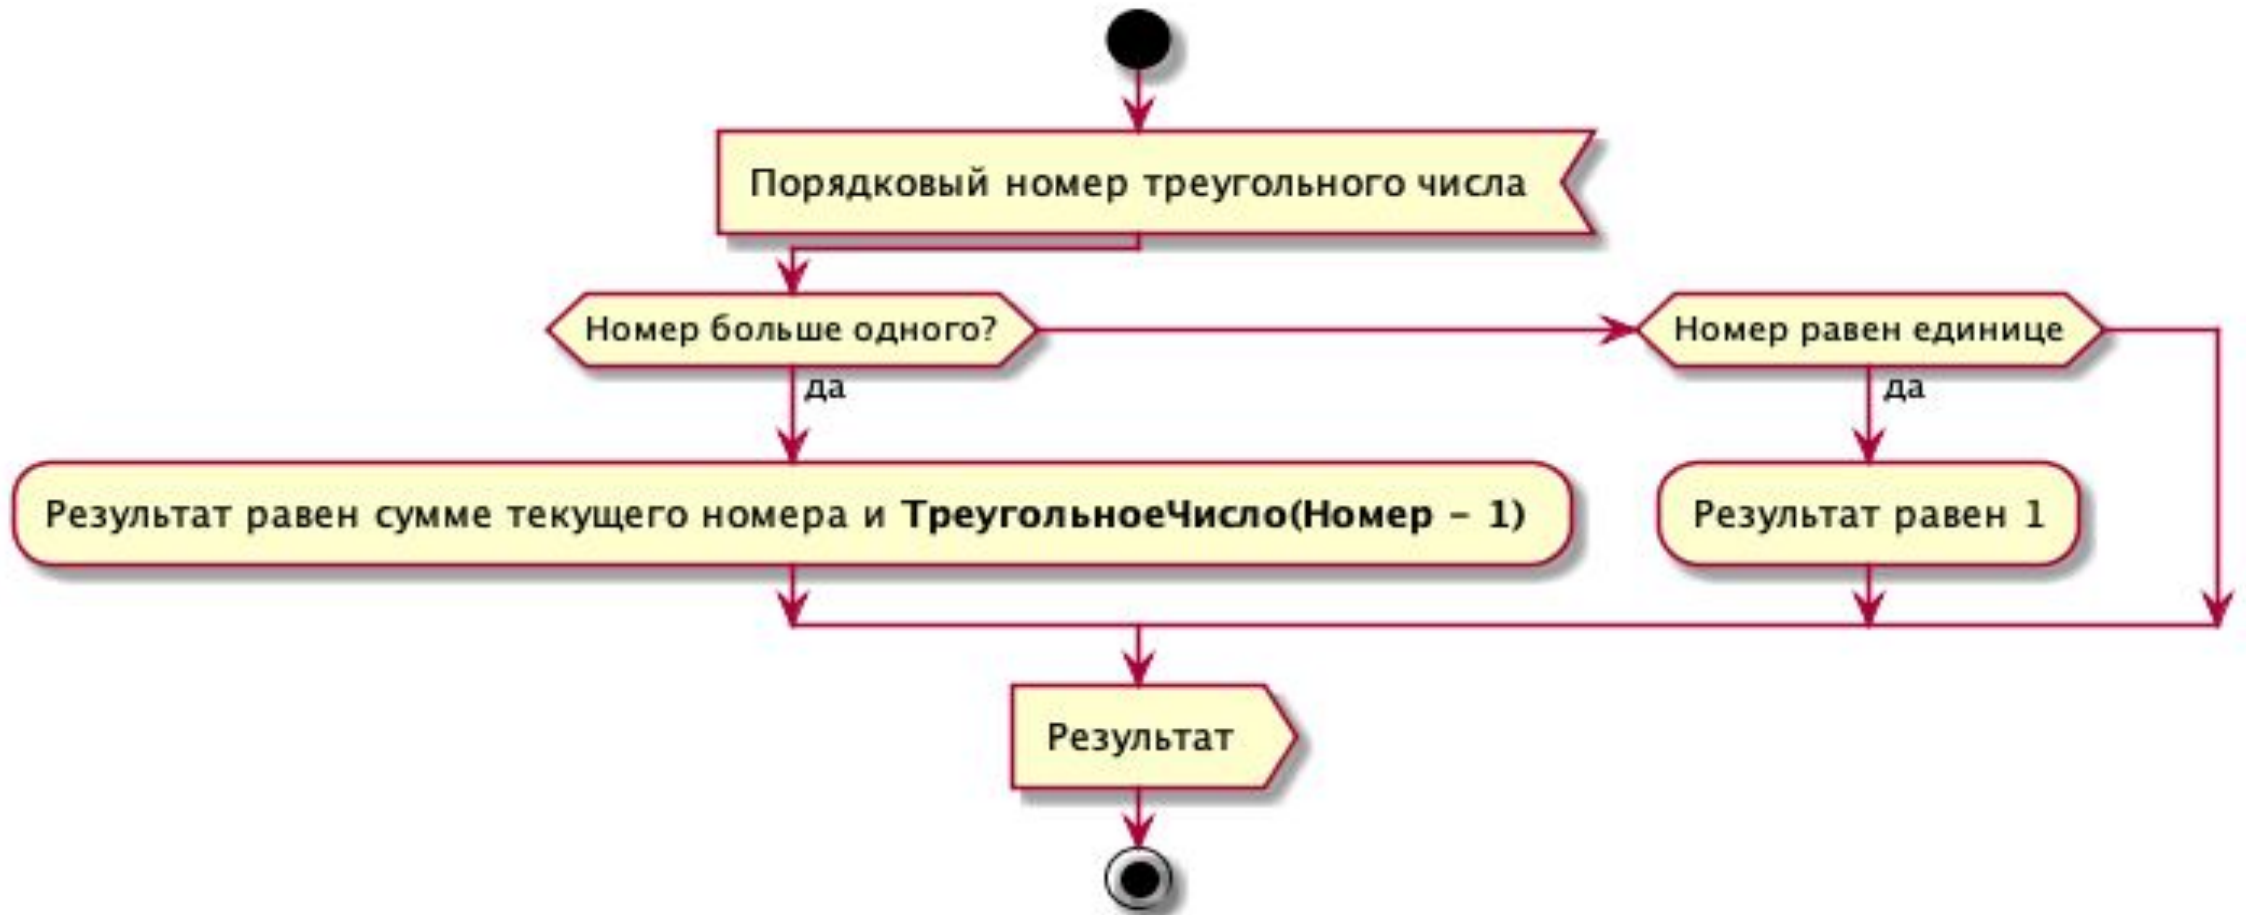 Порядковый номер треугольного числа
Номер больше одного?
Номер равен единице
да
да
Результат равен сумме текущего номера и ТреугольноеЧисло(Номер - 1)
Результат равен 1
Результат